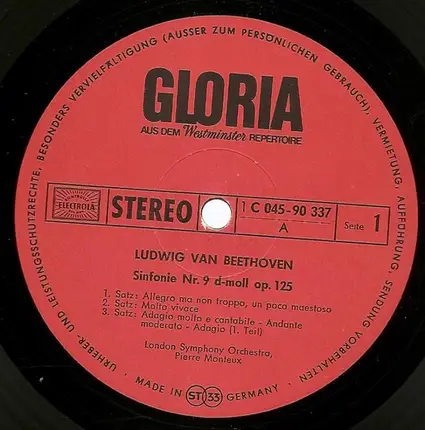 URHEBER- UND LEISTUNGSSCHUTZRECHTE, BESONDERS VERVIELFÄLTIGUNG (AUSSER ZUM PERSÖNLICHEN GEBRAUCH), VERMIETUNG, AUFFÜHRUNG, SENDUNG VORBEHALTEN
GLORIA
AUS DEM Westminster REPERTOIRE
ELECTROLA
STEREO
1 C 045-90 337
A
Seite 1
LUDWIG VAN BEETHOVEN
Sinfonie Nr. 9 d-moll op. 125
1. Satz: Allegro ma non troppo, un poco maestoso
2. Satz: Molto vivace
3. Satz: Adagio molto e cantabile - Andante
moderato - Adagio (1. Teil)
London Symphony Orchestra,
Pierre Monteux
MADE IN ST 33 GERMANY